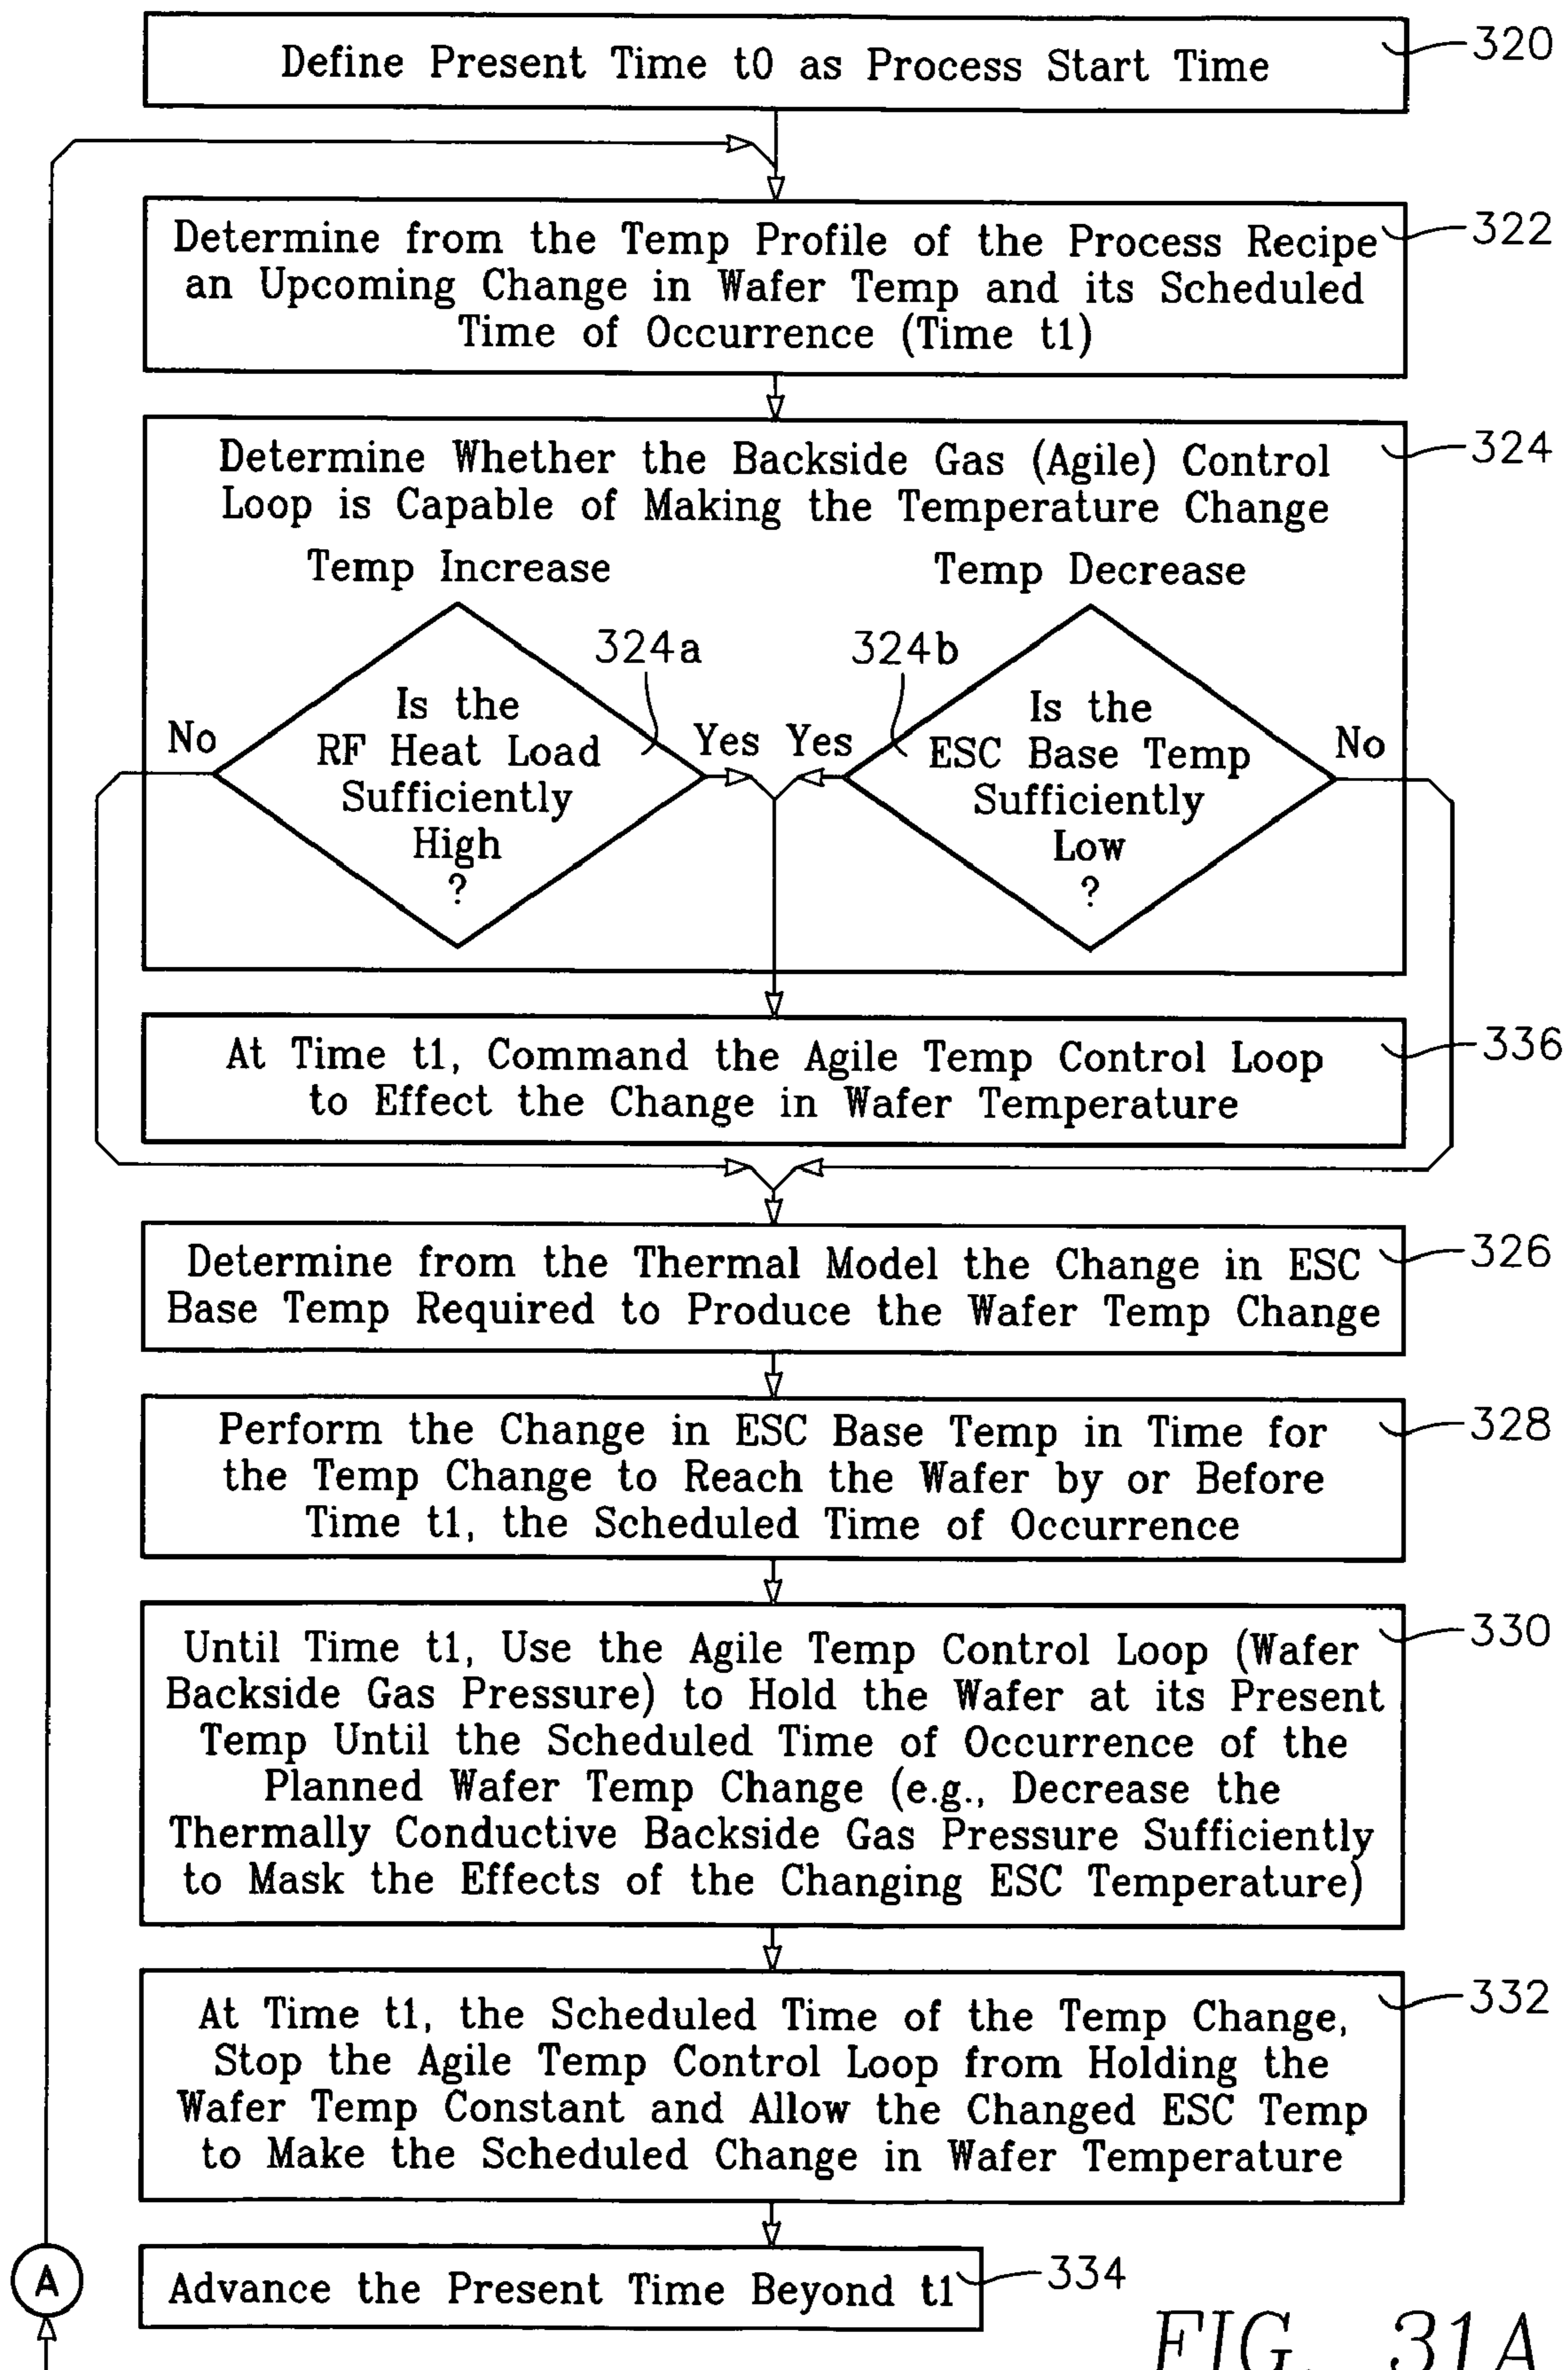 Define Present Time t0 as Process Start Time
320
Determine from the Temp Profile of the Process Recipe
an Upcoming Change in Wafer Temp and its Scheduled
Time of Occurrence (Time t1)
322
Determine Whether the Backside Gas (Agile) Control
Loop is Capable of Making the Temperature Change
324
Temp Increase
Temp Decrease
324a
324b
No
Is the
RF Heat Load
Sufficiently
High
?
Yes
Yes
Is the
ESC Base Temp
Sufficiently
Low
?
No
At Time t1, Command the Agile Temp Control Loop
to Effect the Change in Wafer Temperature
336
Determine from the Thermal Model the Change in ESC
Base Temp Required to Produce the Wafer Temp Change
326
Perform the Change in ESC Base Temp in Time for
the Temp Change to Reach the Wafer by or Before
Time t1, the Scheduled Time of Occurrence
328
Until Time t1, Use the Agile Temp Control Loop (Wafer
Backside Gas Pressure) to Hold the Wafer at its Present
Temp Until the Scheduled Time of Occurrence of the
Planned Wafer Temp Change (e.g., Decrease the
Thermally Conductive Backside Gas Pressure Sufficiently
to Mask the Effects of the Changing ESC Temperature)
330
At Time t1, the Scheduled Time of the Temp Change,
Stop the Agile Temp Control Loop from Holding the
Wafer Temp Constant and Allow the Changed ESC Temp
to Make the Scheduled Change in Wafer Temperature
332
A
Advance the Present Time Beyond t1
334
FIG. 31A